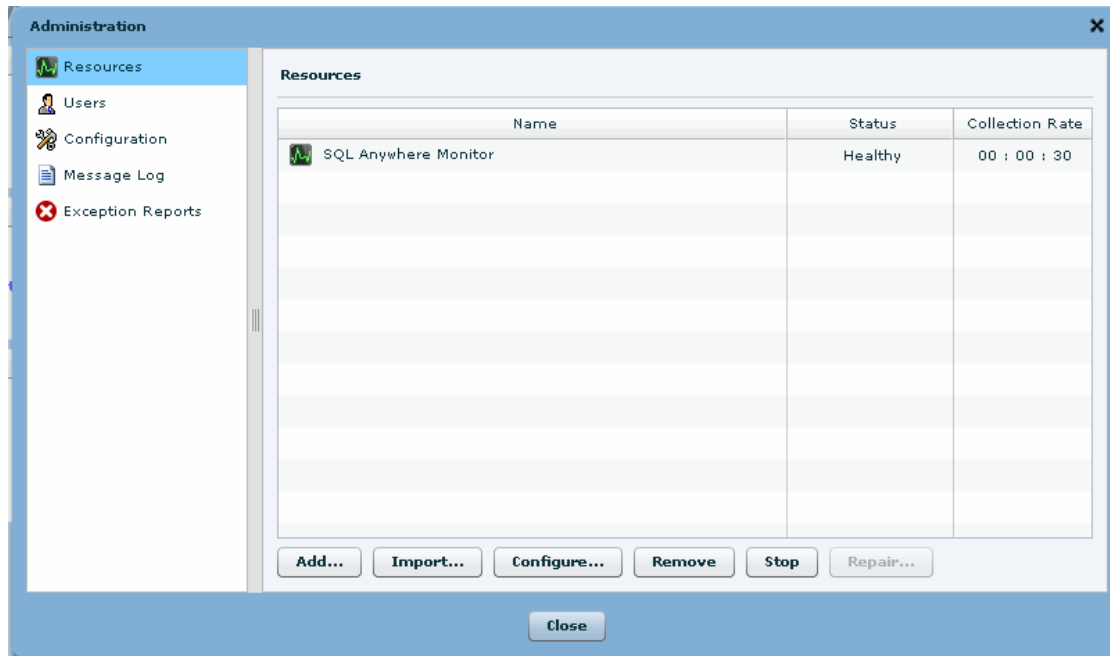 Administration
Resources
Users
Configuration
Message Log
Exception Reports
Resources
Name Status Collection Rate
SQL Anywhere Monitor Healthy 00 : 00 : 30
Add... Import... Configure... Remove Stop Repair...
Close